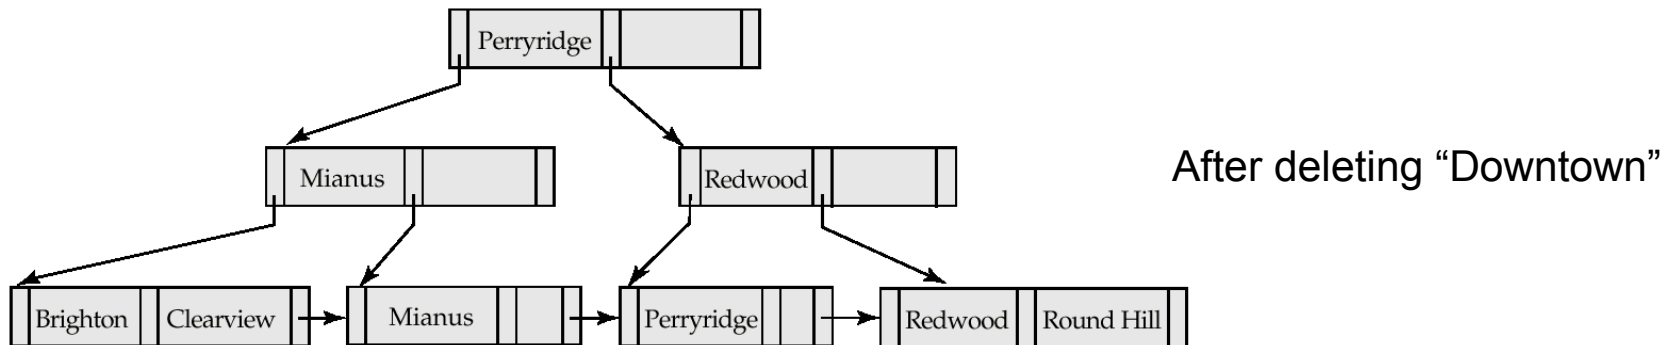 Perryridge
Mianus
Redwood
After deleting “Downtown”
Brighton Clearview
Mianus
Perryridge
Redwood Round Hill